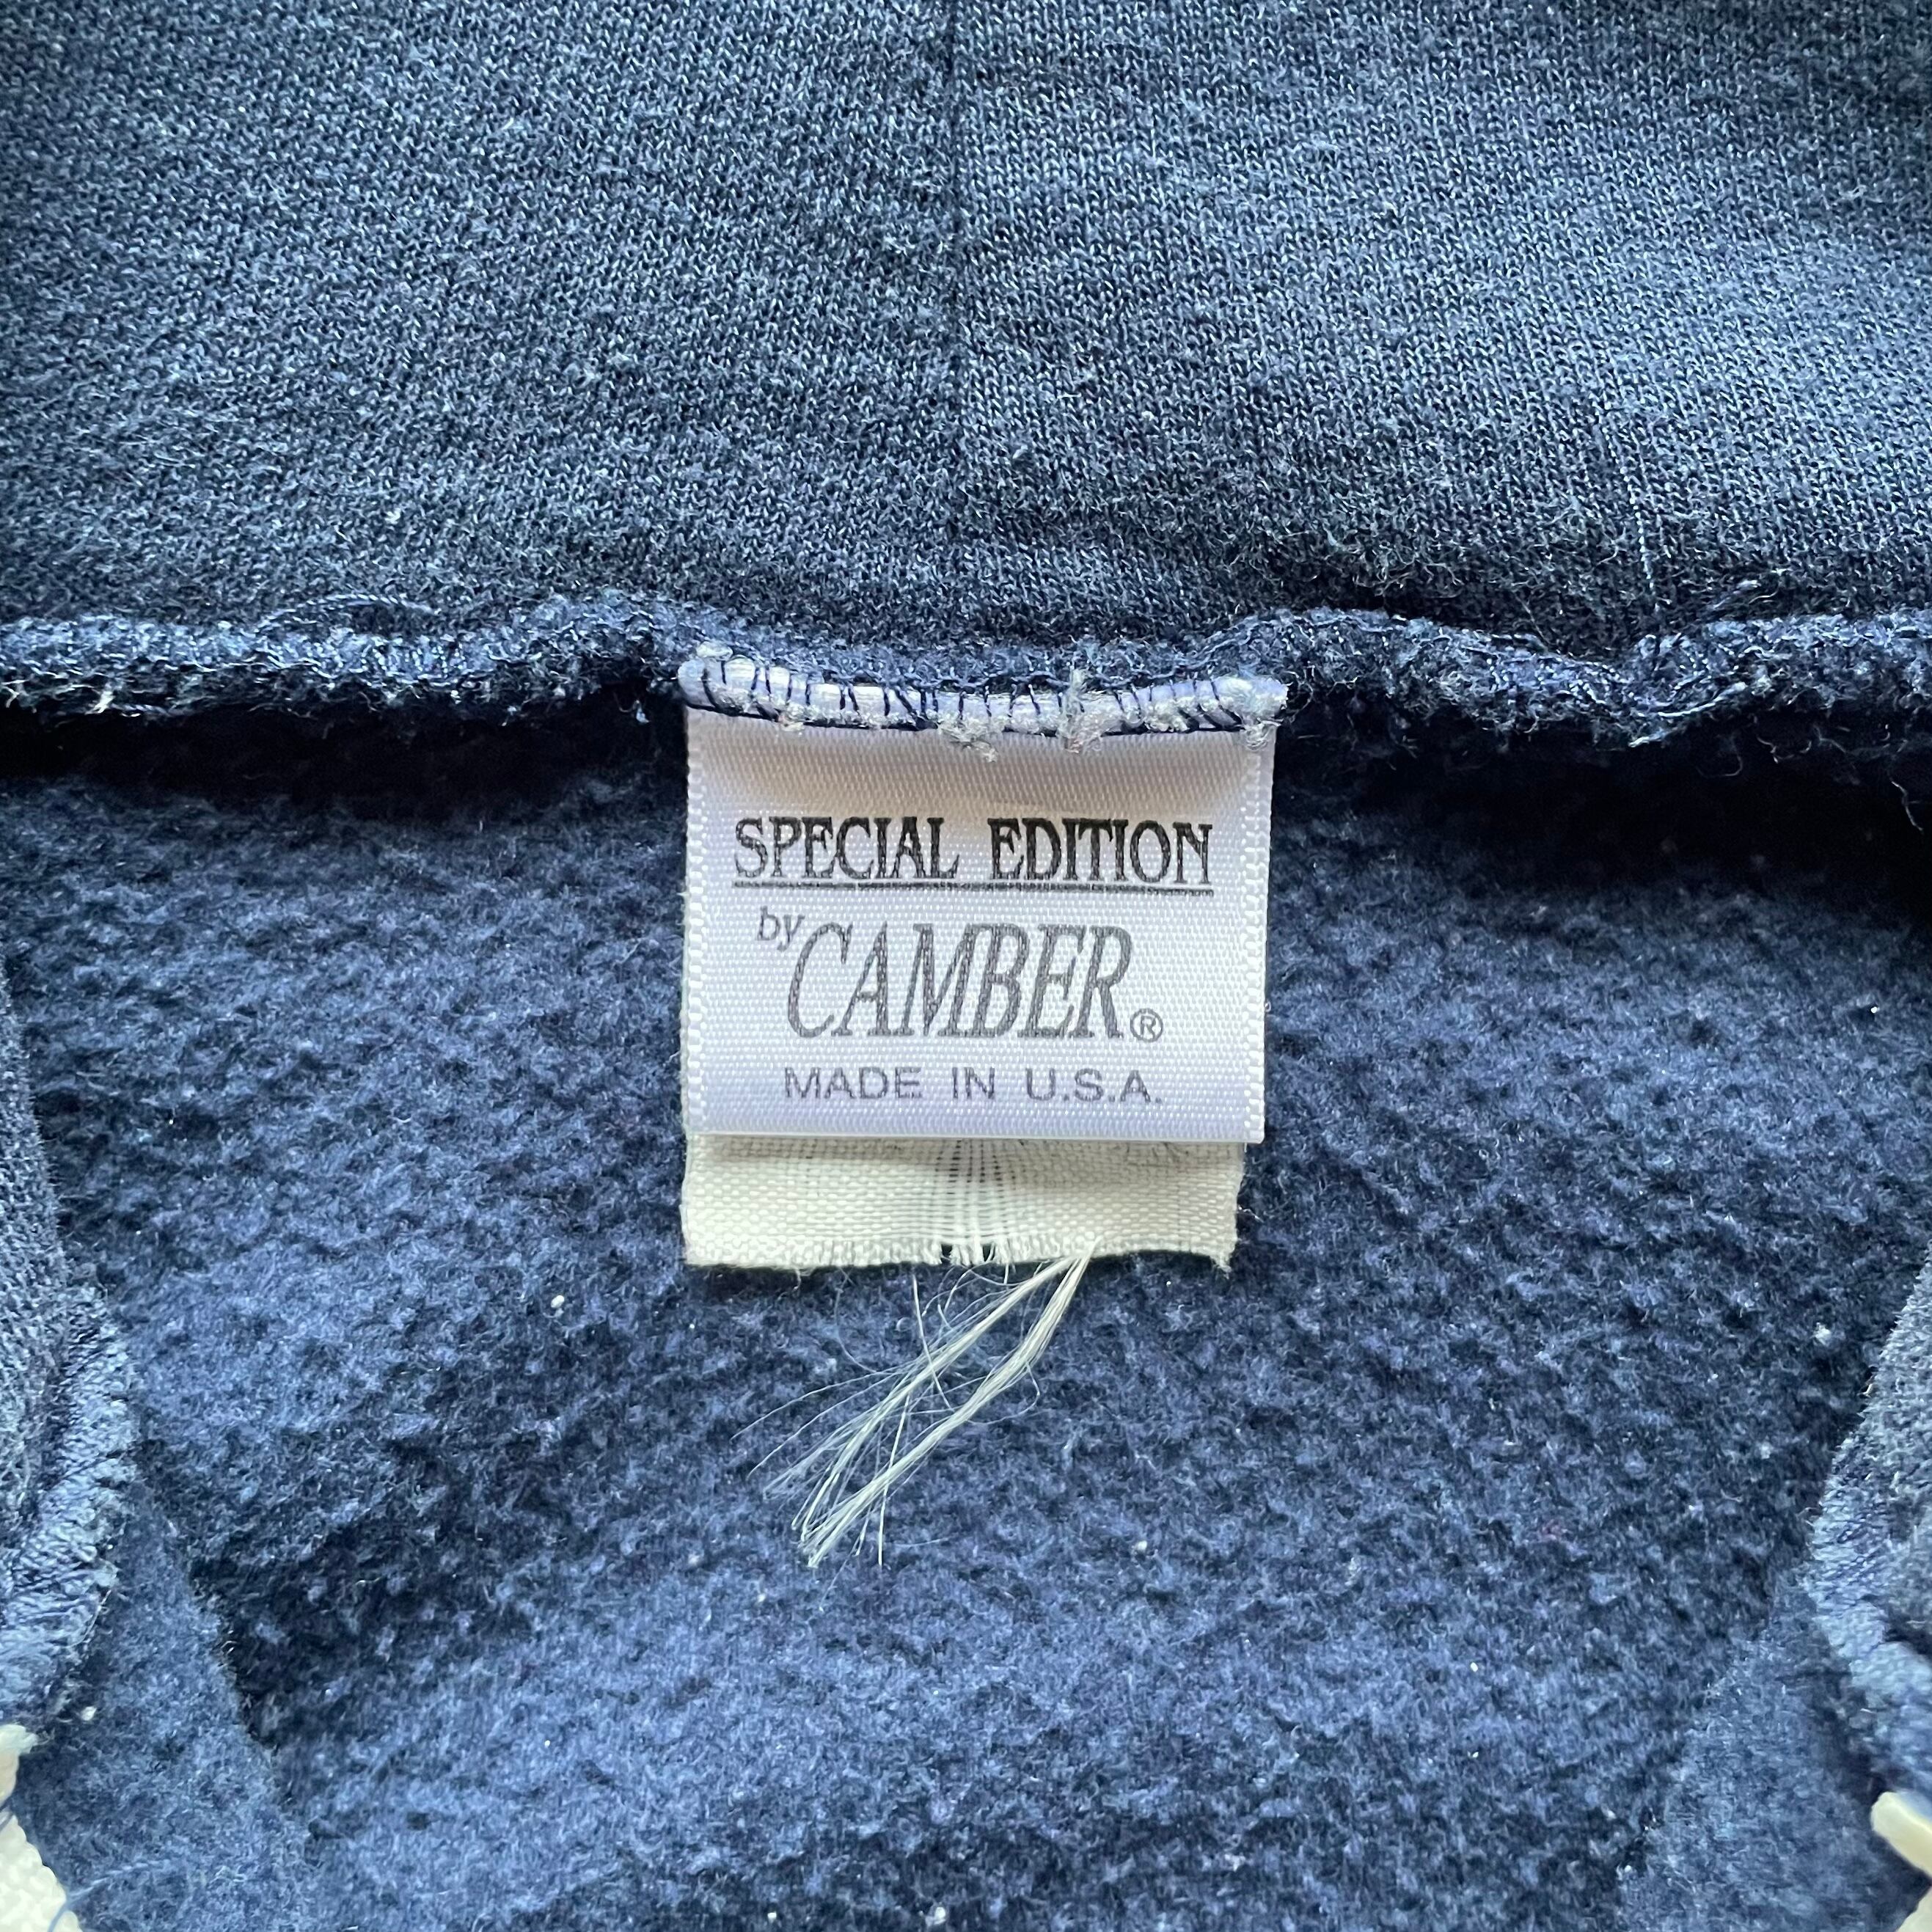 SPECIAL EDITION
by CAMBER®
MADE IN U.S.A.